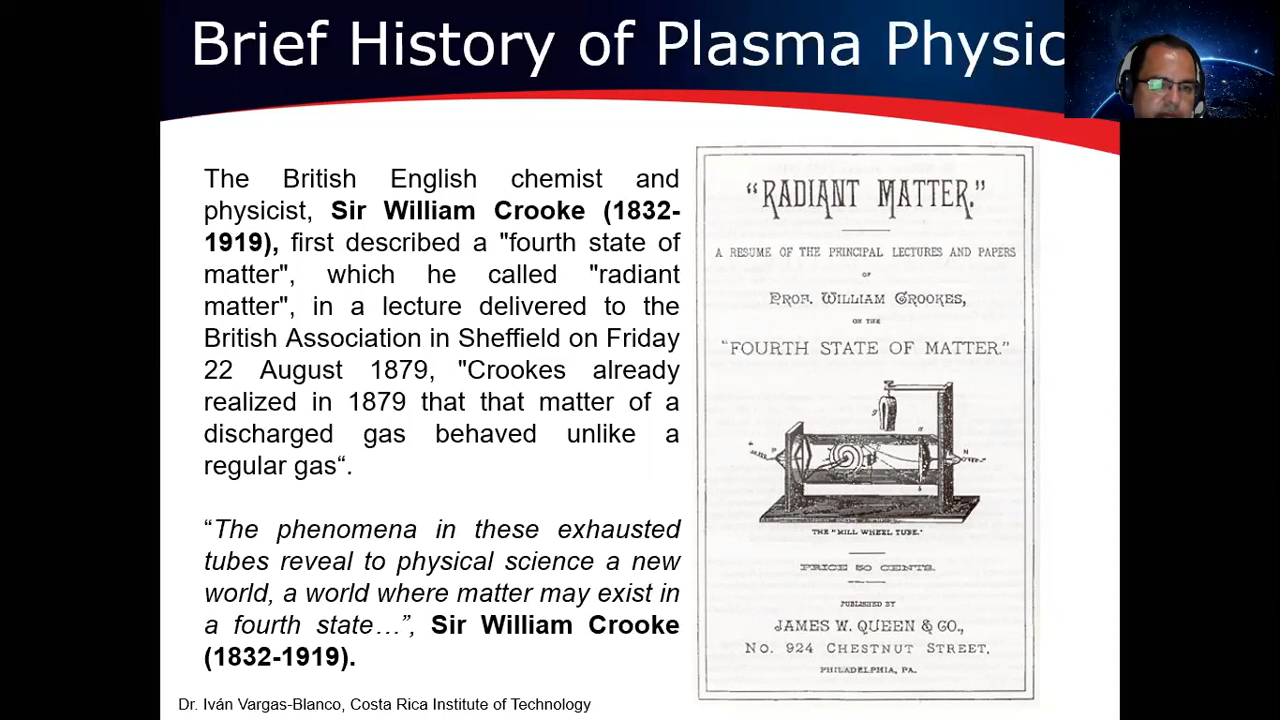 Brief History of Plasma Physic
The British English chemist and
physicist, Sir William Crooke (1832-
1919), first described a "fourth state of
matter", which he called "radiant
matter", in a lecture delivered to the
British Association in Sheffield on Friday
22 August 1879, "Crookes already
realized in 1879 that that matter of a
discharged gas behaved unlike a
regular gas“.
“The phenomena in these exhausted
tubes reveal to physical science a new
world, a world where matter may exist in
a fourth state…”, Sir William Crooke
(1832-1919).
Dr. Iván Vargas-Blanco, Costa Rica Institute of Technology
"RADIANT MATTER."
A RESUME OF THE PRINCIPAL LECTURES AND PAPERS
OF
PROF. WILLIAM CROOKES,
ON THE
"FOURTH STATE OF MATTER."
THE "MILL WHEEL TUBE."
PRICE 50 CENTS.
PUBLISHED BY
JAMES W. QUEEN & CO.,
No. 924 CHESTNUT STREET,
PHILADELPHIA, PA.